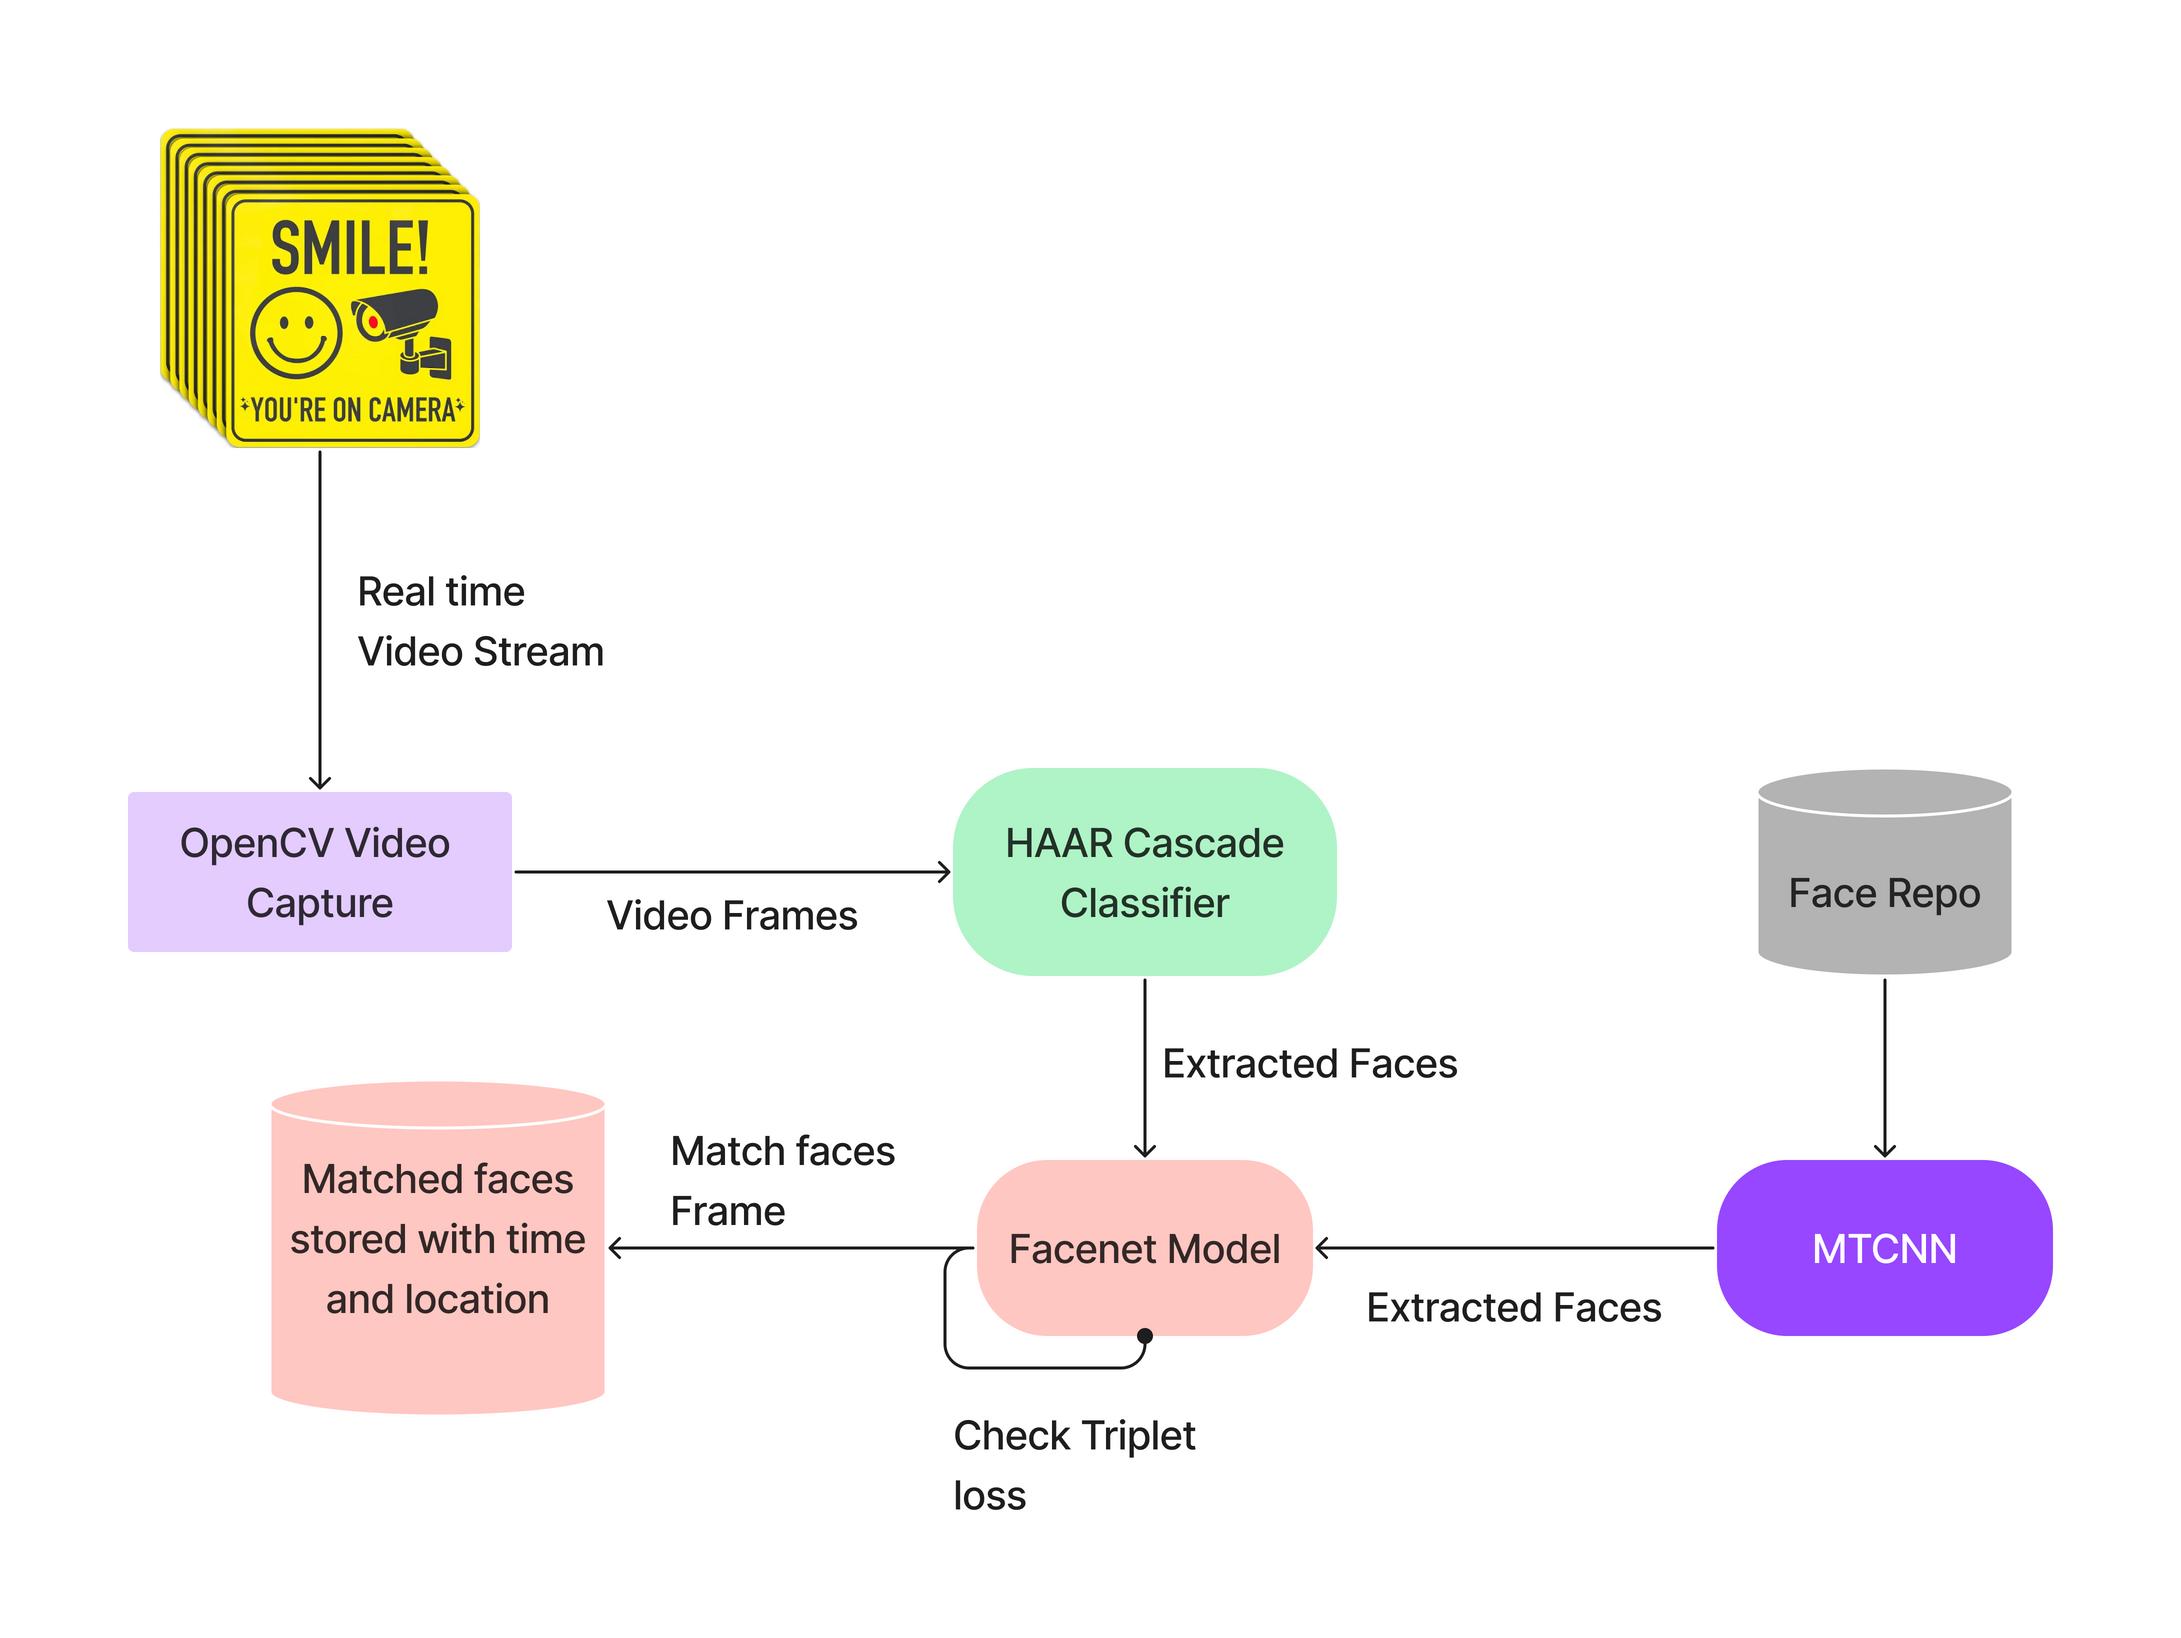 SMILE!
YOU'RE ON CAMERA
Real time
Video Stream
OpenCV Video
Capture
Video Frames
HAAR Cascade
Classifier
Face Repo
Extracted Faces
Matched faces
stored with time
and location
Match faces
Frame
Facenet Model
Extracted Faces
MTCNN
Check Triplet
loss